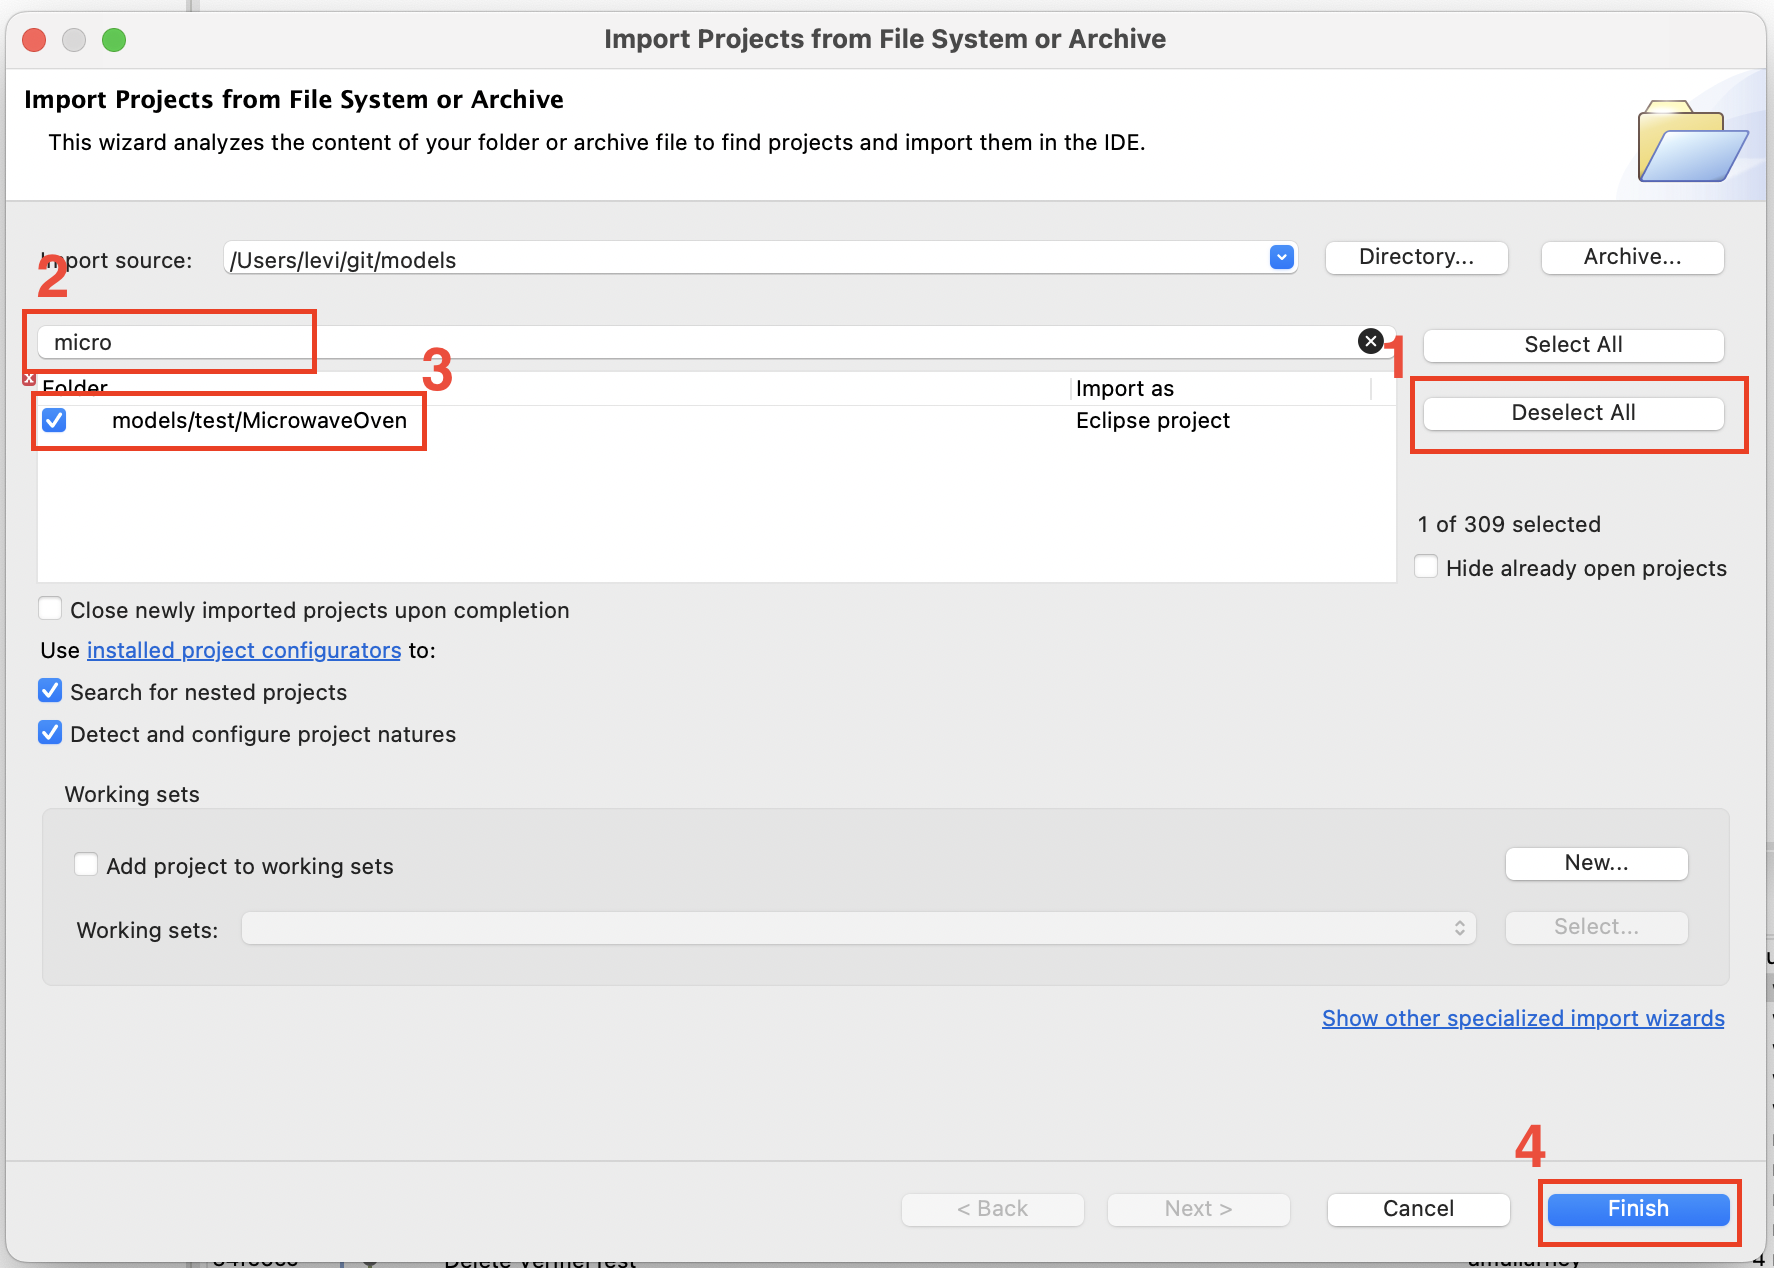 Import Projects from File System or Archive
Import Projects from File System or Archive
This wizard analyzes the content of your folder or archive file to find projects and import them in the IDE.
Import source: /Users/levi/git/models Directory... Archive...
2
micro
1
Select All
3
Folder Import as
Deselect All
models/test/MicrowaveOven Eclipse project
1 of 309 selected
Hide already open projects
Close newly imported projects upon completion
Use installed project configurators to:
Search for nested projects
Detect and configure project natures
Working sets
Add project to working sets New...
Working sets: Select...
Show other specialized import wizards
4
< Back Next > Cancel Finish